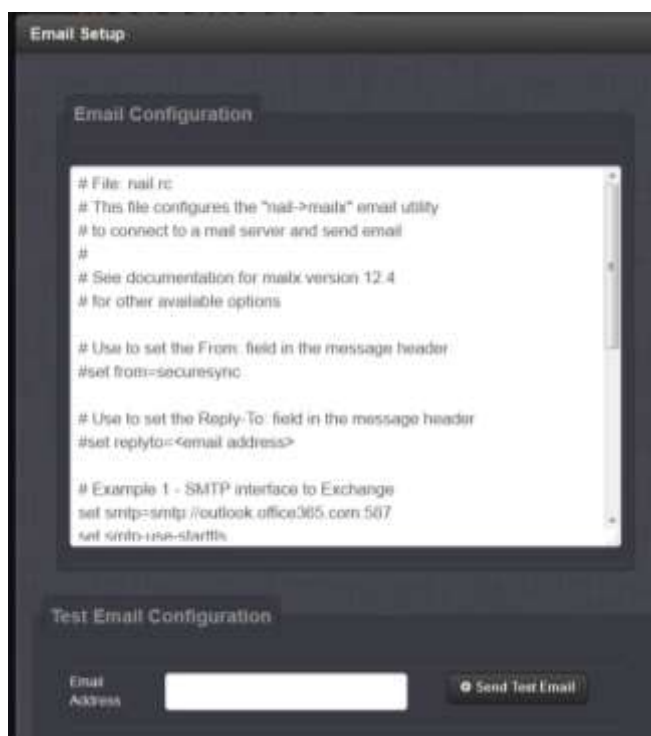 Email Setup
Email Configuration
# File: nail rc
# This file configures the "nail->mailx" email utility
# to connect to a mail server and send email
#
# See documentation for mailx version 12.4
# for other available options
# Use to set the From: field in the message header
#set from=securesync
# Use to set the Reply-To: field in the message header
#set replyto=<email address>
# Example 1 - SMTP interface to Exchange
set smtp=smtp://outlook.office365.com:587
set smtp-use-starttls
Test Email Configuration
Email
Address
Send Test Email